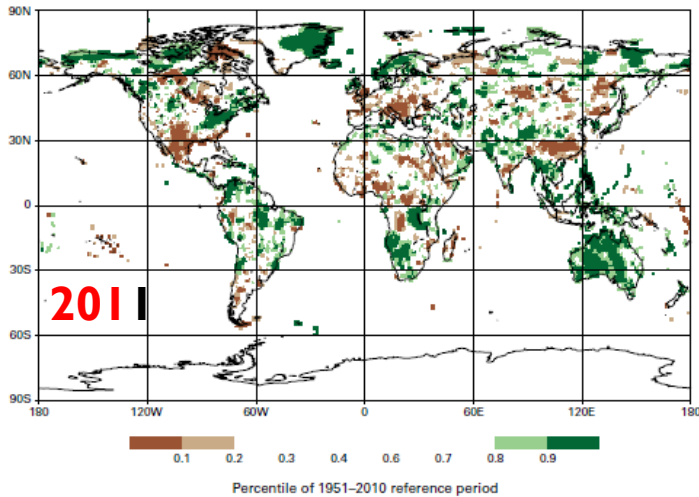 90N
60N
30N
0
30S
2011
60S
90S
180 120W 60W 0 60E 120E 180
0.1 0.2 0.3 0.4 0.6 0.7 0.8 0.9
Percentile of 1951–2010 reference period